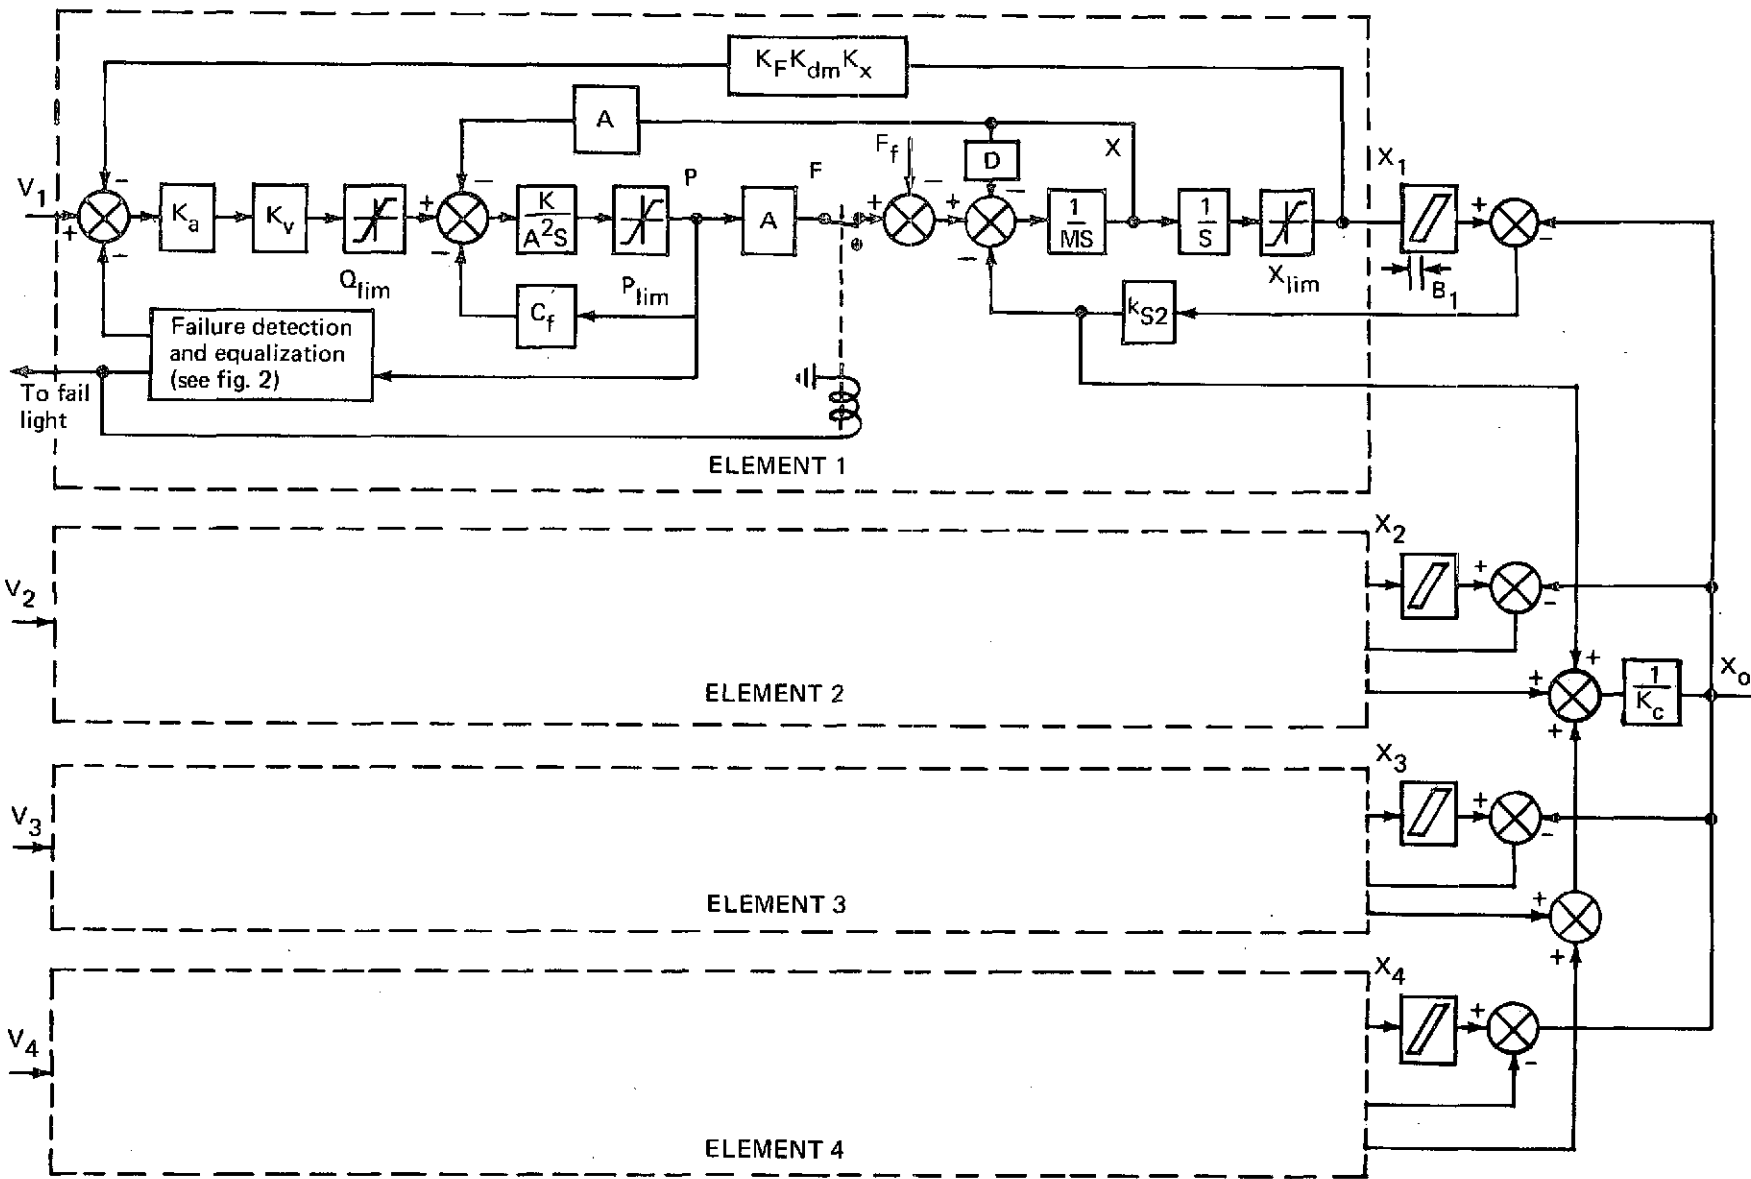 K_F K_dm K_x
A
F_f
D
X
X_1
V_1
P
F
+
−
K_a
K_v
K
A^2S
A
1
MS
1
S
Q_lim
P_lim
X_lim
B_1
C_f
k_S2
Failure detection
and equalization
(see fig. 2)
To fail
light
ELEMENT 1
X_2
V_2
+
−
ELEMENT 2
+
+
+
1
K_c
X_o
X_3
V_3
+
−
ELEMENT 3
+
+
X_4
V_4
+
−
ELEMENT 4